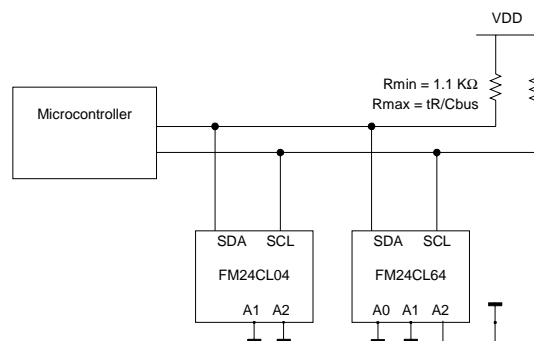 VDD
Rmin = 1.1 KΩ
Rmax = tR/Cbus
Microcontroller
SDA SCL
FM24CL04
A1 A2
SDA SCL
FM24CL64
A0 A1 A2